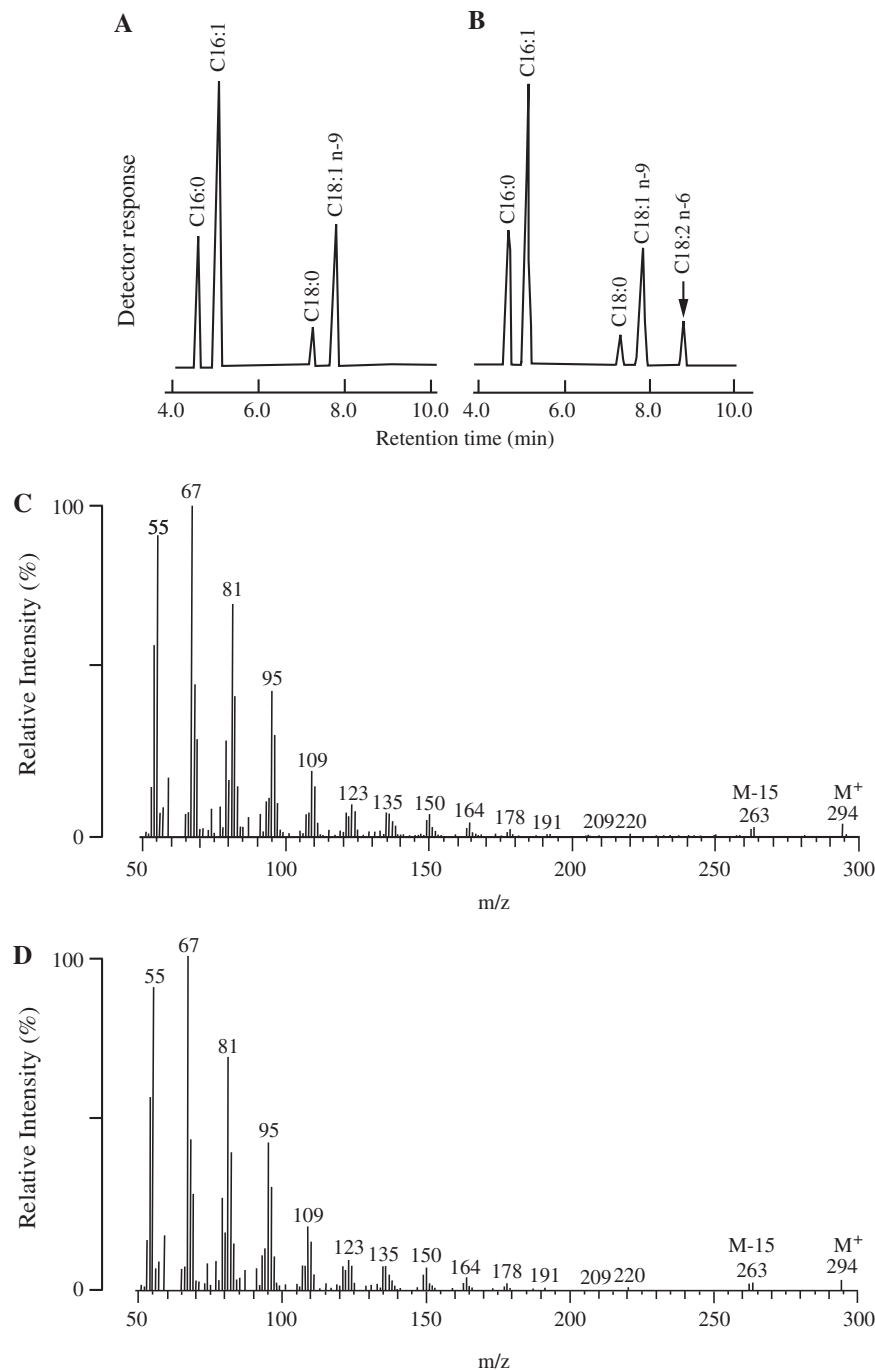 A
B
C16:0
C16:1
C18:0
C18:1 n-9
C16:0
C16:1
C18:0
C18:1 n-9
C18:2 n-6
Detector response
4.0 6.0 8.0 10.0
4.0 6.0 8.0 10.0
Retention time (min)
C
100
0
Relative Intensity (%)
55
67
81
95
109
123
135
150
164
178
191
209
220
M-15
263
M+
294
50 100 150 200 250 300
m/z
D
100
0
Relative Intensity (%)
55
67
81
95
109
123
135
150
164
178
191
209
220
M-15
263
M+
294
50 100 150 200 250 300
m/z